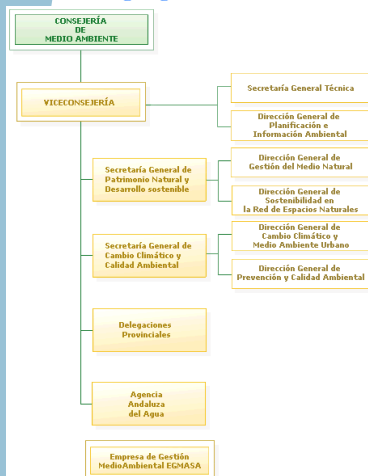 CONSEJERÍA
DE
MEDIO AMBIENTE
VICECONSEJERÍA
Secretaría General Técnica
Dirección General de
Planificación e
Información Ambiental
Secretaría General de
Patrimonio Natural y
Desarrollo sostenible
Dirección General de
Gestión del Medio Natural
Dirección General de
Sostenibilidad en
la Red de Espacios Naturales
Secretaría General de
Cambio Climático y
Calidad Ambiental
Dirección General de
Cambio Climático y
Medio Ambiente Urbano
Dirección General de
Prevención y Calidad Ambiental
Delegaciones
Provinciales
Agencia
Andaluza
del Agua
Empresa de Gestión
MedioAmbiental EGMASA